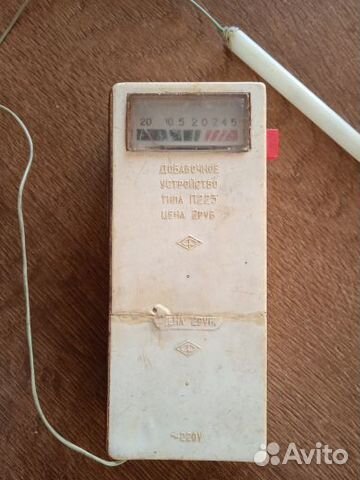 20 10 5 2 0 2 4 5
ДОБАВОЧНОЕ
УСТРОЙСТВО
ТИПА П225
ЦЕНА 2РУБ
ЦЕНА 2РУБ.
~220V
Avito